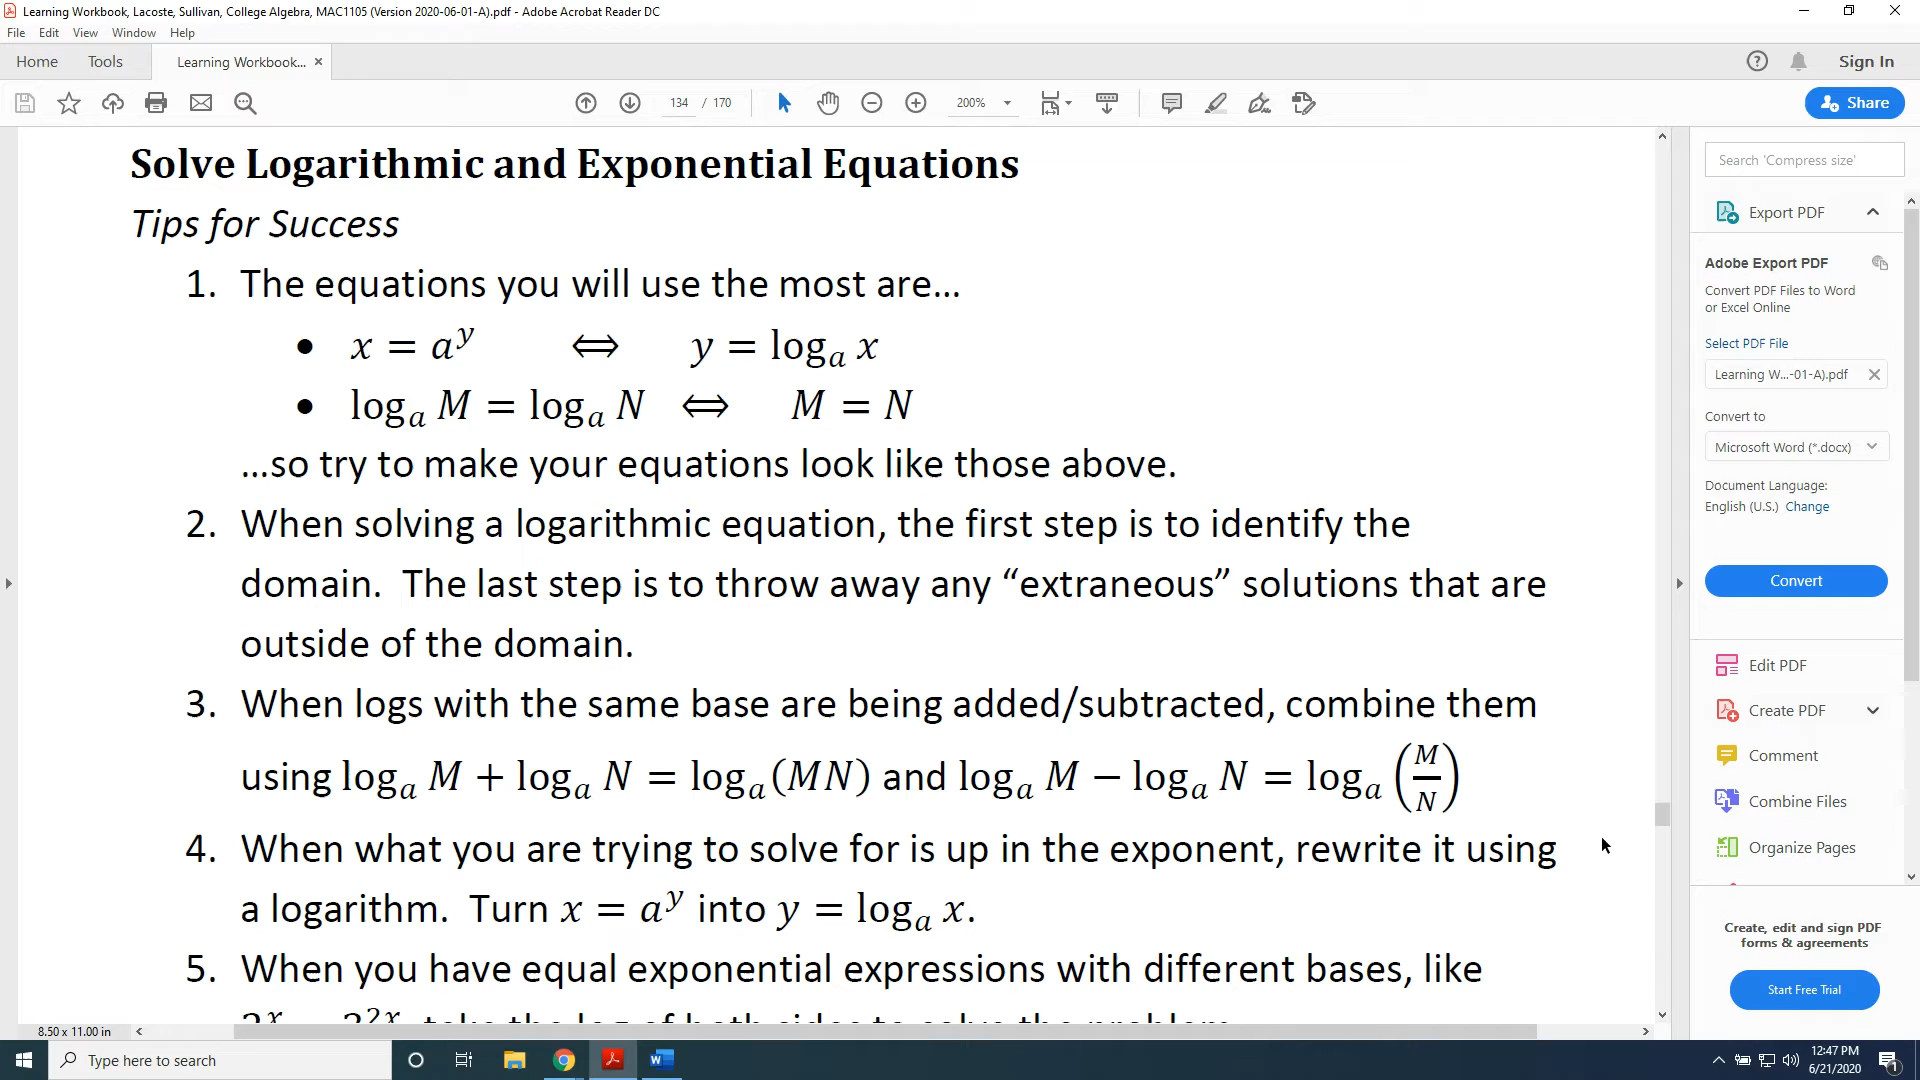 Learning Workbook, Lacoste, Sullivan, College Algebra, MAC1105 (Version 2020-06-01-A).pdf - Adobe Acrobat Reader DC
File Edit View Window Help
Home Tools Learning Workbook... × Sign In
134 / 170 200% Share
Solve Logarithmic and Exponential Equations
Tips for Success
1. The equations you will use the most are…
• x = a^y ⟺ y = log_a x
• log_a M = log_a N ⟺ M = N
…so try to make your equations look like those above.
2. When solving a logarithmic equation, the first step is to identify the
domain. The last step is to throw away any “extraneous” solutions that are
outside of the domain.
3. When logs with the same base are being added/subtracted, combine them
using log_a M + log_a N = log_a(MN) and log_a M − log_a N = log_a (M/N)
4. When what you are trying to solve for is up in the exponent, rewrite it using
a logarithm. Turn x = a^y into y = log_a x.
5. When you have equal exponential expressions with different bases, like
take the log of both sides to solve the problem
8.50 x 11.00 in
Search 'Compress size'
Export PDF
Adobe Export PDF
Convert PDF Files to Word
or Excel Online
Select PDF File
Learning W...-01-A).pdf
Convert to
Microsoft Word (*.docx)
Document Language:
English (U.S.) Change
Convert
Edit PDF
Create PDF
Comment
Combine Files
Organize Pages
Create, edit and sign PDF
forms & agreements
Start Free Trial
Type here to search
12:47 PM
6/21/2020
1